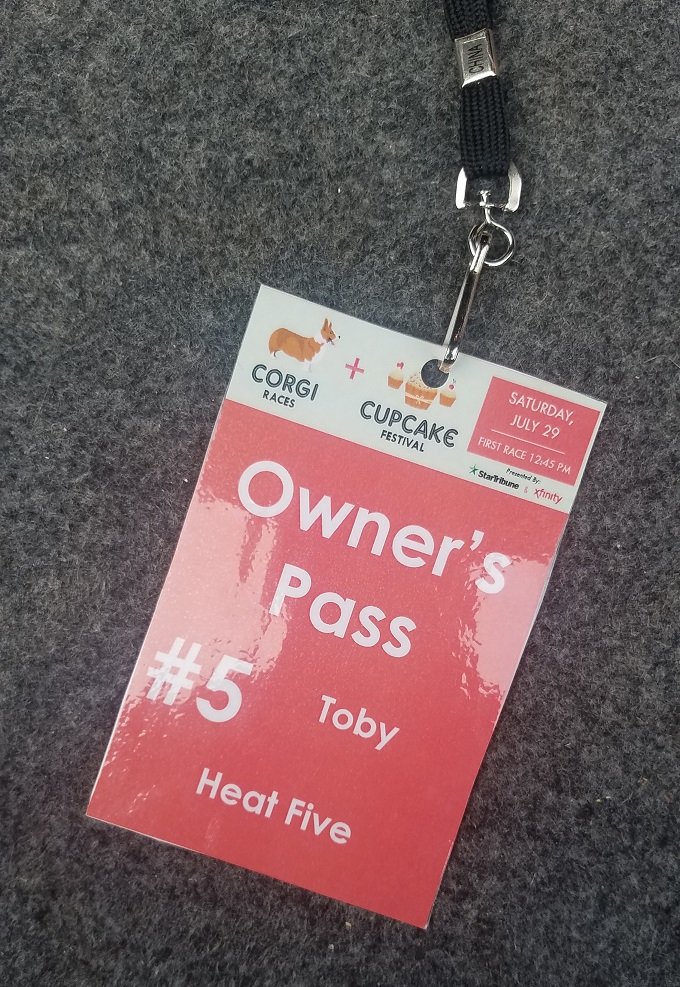 CHINA
CORGI
RACES
+
CUPCAKE
FESTIVAL
SATURDAY,
JULY 29
FIRST RACE 12:45 PM
Presented By:
StarTribune & xfinity
Owner's
Pass
#5
Toby
Heat Five